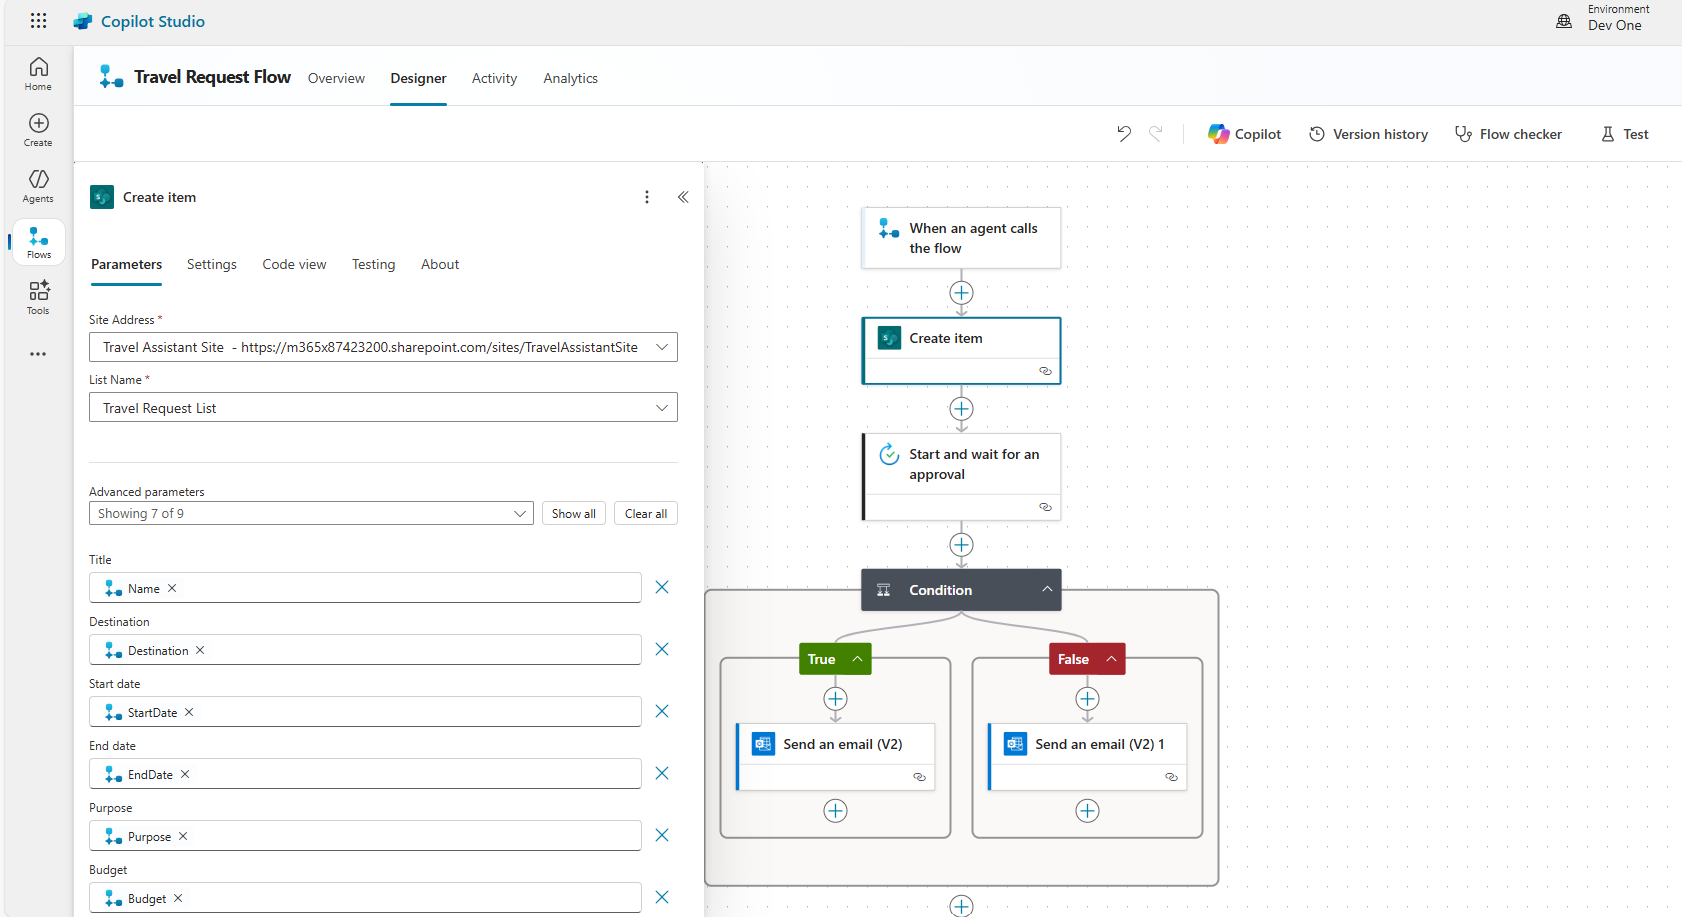 Copilot Studio
Environment
Dev One
Home
Create
Agents
Flows
Tools
Travel Request Flow
Overview
Designer
Activity
Analytics
Copilot
Version history
Flow checker
Test
Create item
Parameters
Settings
Code view
Testing
About
Site Address *
Travel Assistant Site - https://m365x87423200.sharepoint.com/sites/TravelAssistantSite
List Name *
Travel Request List
Advanced parameters
Showing 7 of 9
Show all
Clear all
Title
Name
Destination
Destination
Start date
StartDate
End date
EndDate
Purpose
Purpose
Budget
Budget
When an agent calls
the flow
Create item
Start and wait for an
approval
Condition
True
False
Send an email (V2)
Send an email (V2) 1